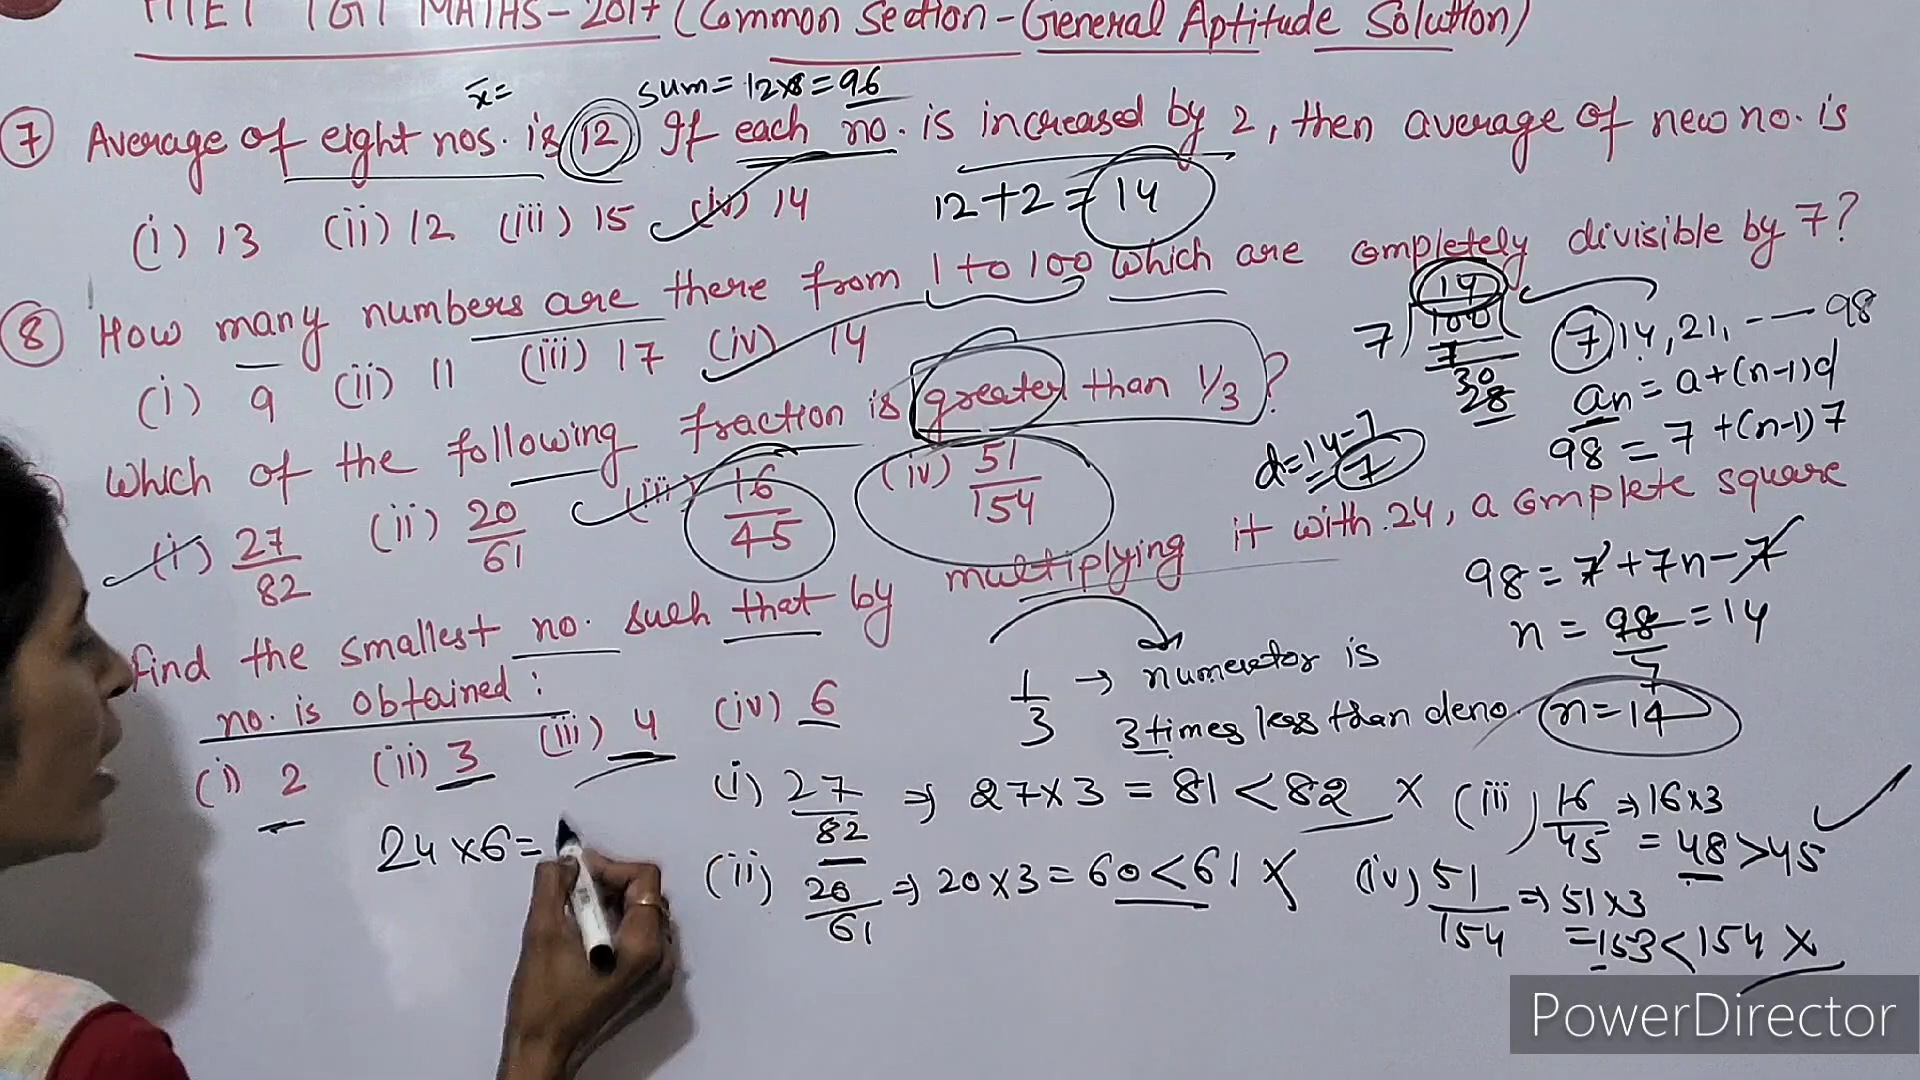 TGT MATHS-2017 (Common Section-General Aptitude Solution)
x̄= sum=12×8=96
7 Average of eight nos. is 12 If each no. is increased by 2, then average of new no. is
(i) 13 (ii) 12 (iii) 15 (iv) 14 12+2=14
8 How many numbers are there from 1 to 100 which are completely divisible by 7?
(i) 9 (ii) 11 (iii) 17 (iv) 14
14
7)100
7
30
28
7,14,21,---98
an=a+(n-1)d
98=7+(n-1)7
d=14-7
=7
98=7+7n-7
n=98/7=14
n=14
Which of the following fraction is greater than 1/3?
(i) 27/82 (ii) 20/61 (iii) 16/45 (iv) 51/154
find the smallest no. such that by multiplying it with 24, a complete square
no. is obtained:
(i) 2 (ii) 3 (iii) 4 (iv) 6
24×6=
1/3 → numerator is
3 times less than deno.
(i) 27/82 ⇒ 27×3=81<82 ×
(ii) 20/61 ⇒ 20×3=60<61 ×
(iii) 16/45 ⇒ 16×3
=48>45
(iv) 51/154 ⇒ 51×3
=153<154 ×
PowerDirector